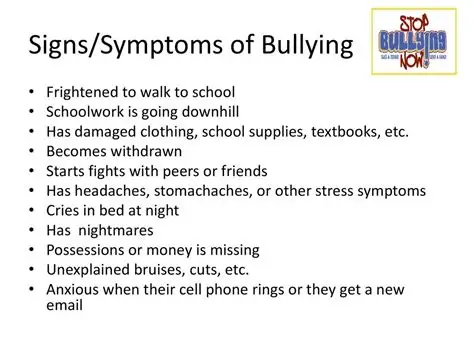 Signs/Symptoms of Bullying
STOP
BULLYING
NOW!
• Frightened to walk to school
• Schoolwork is going downhill
• Has damaged clothing, school supplies, textbooks, etc.
• Becomes withdrawn
• Starts fights with peers or friends
• Has headaches, stomachaches, or other stress symptoms
• Cries in bed at night
• Has  nightmares
• Possessions or money is missing
• Unexplained bruises, cuts, etc.
• Anxious when their cell phone rings or they get a new
email